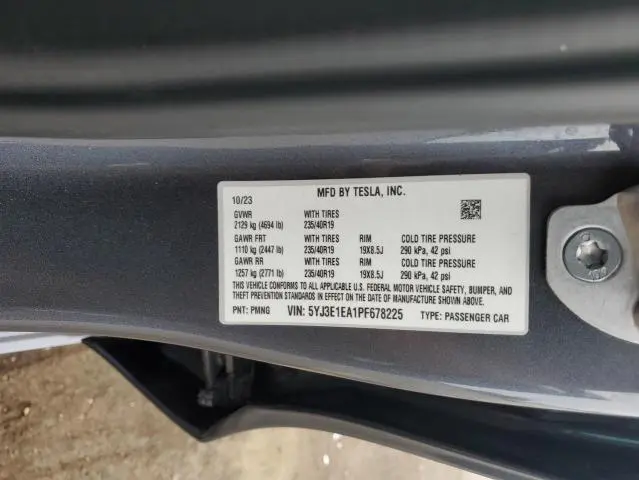 MFD BY TESLA, INC.
10/23
GVWR WITH TIRES
2129 kg (4694 lb) 235/40R19
GAWR FRT WITH TIRES RIM COLD TIRE PRESSURE
1110 kg (2447 lb) 235/40R19 19X8.5J 290 kPa, 42 psi
GAWR RR WITH TIRES RIM COLD TIRE PRESSURE
1257 kg (2771 lb) 235/40R19 19X8.5J 290 kPa, 42 psi
THIS VEHICLE CONFORMS TO ALL APPLICABLE U.S. FEDERAL MOTOR VEHICLE SAFETY, BUMPER, AND
THEFT PREVENTION STANDARDS IN EFFECT ON THE DATE OF MANUFACTURE SHOWN ABOVE.
PNT: PMNG VIN: 5YJ3E1EA1PF678225 TYPE: PASSENGER CAR